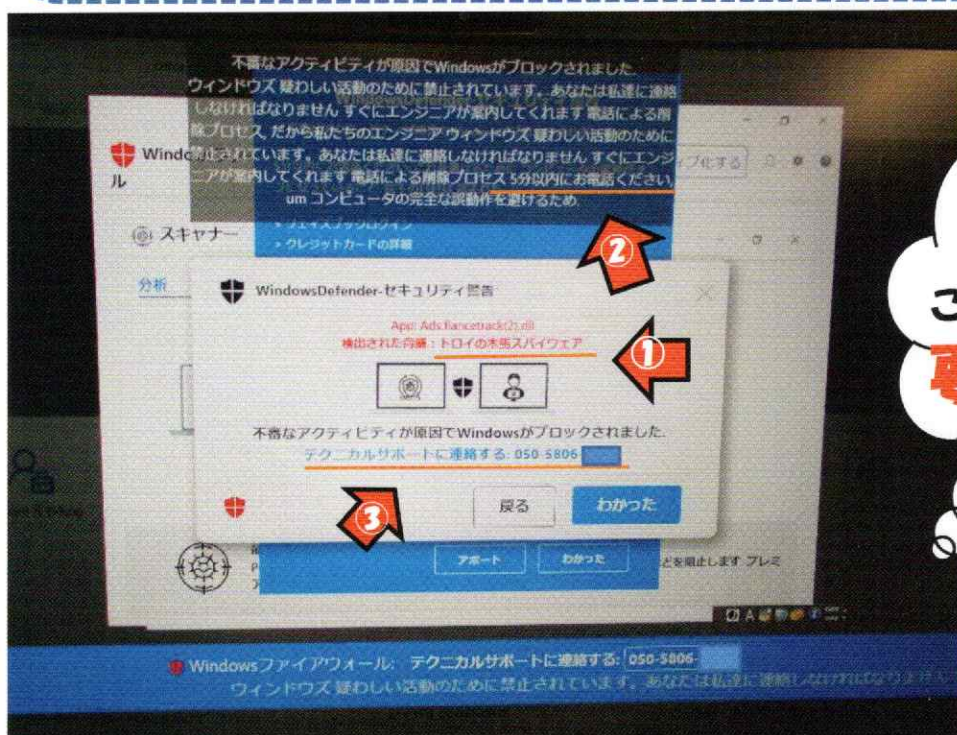 不審なアクティビティが原因でWindowsがブロックされました.
ウィンドウズ 疑わしい活動のために禁止されています。あなたは私達に連絡
しなければなりません すぐにエンジニアが案内してくれます 電話による削
除プロセス, だから私たちのエンジニア ウィンドウズ 疑わしい活動のために
禁止されています。あなたは私達に連絡しなければなりません すぐにエンジ
ニアが案内してくれます 電話による削除プロセス 5分以内にお電話ください,
um コンピュータの完全な誤動作を避けるため.
Windo
ル
ィブ化する
スキャナー
> フェイスブックログイン
> クレジットカードの詳細
②
分析
WindowsDefender-セキュリティ警告
App: Ads.fiancetrack(2).dll
検出された脅威：トロイの木馬スパイウェア
①
不審なアクティビティが原因でWindowsがブロックされました.
テクニカルサポートに連絡する: 050-5806-
③
戻る
わかった
アボート
わかった
どを阻止します プレミ
Windowsファイアウォール: テクニカルサポートに連絡する: 050-5806-
ウィンドウズ 疑わしい活動のために禁止されています。あなたは私達に連絡しなければなりません